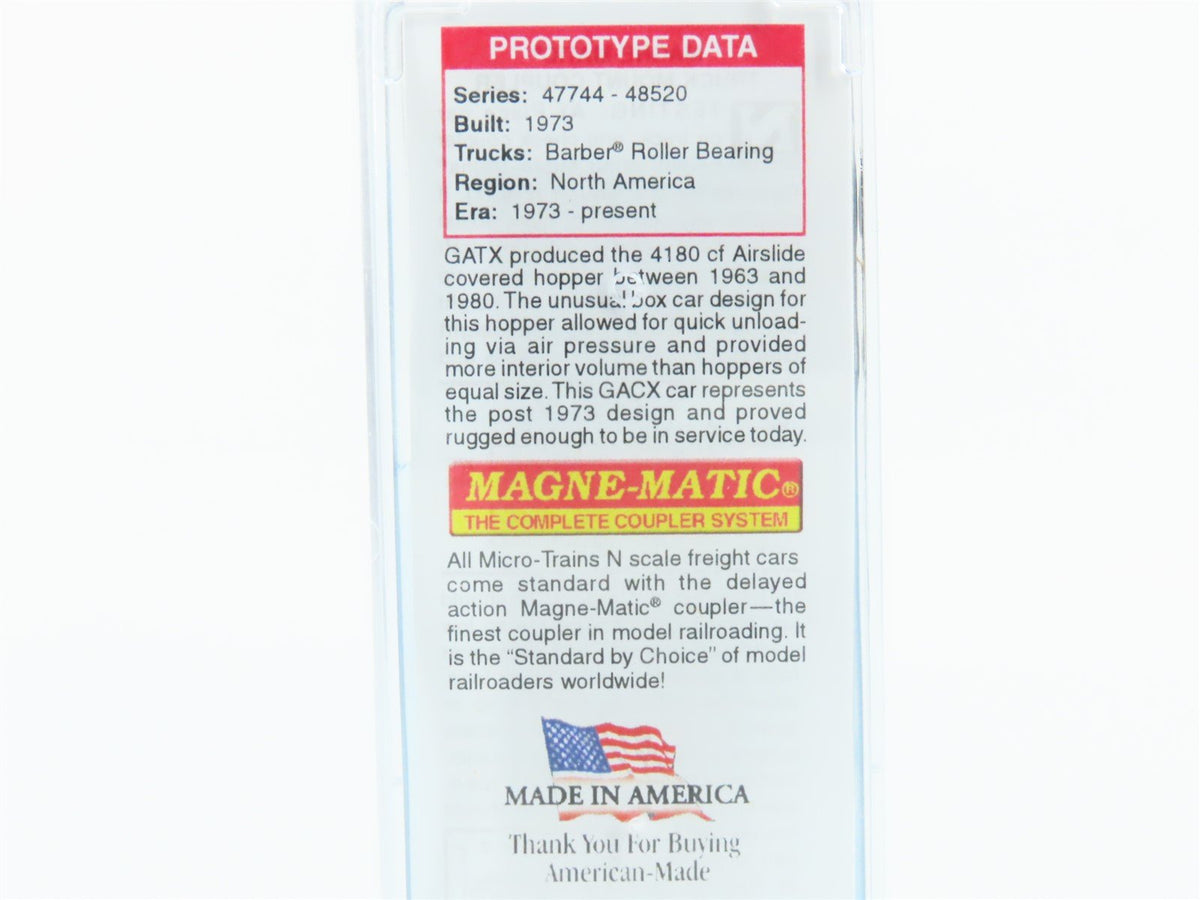 PROTOTYPE DATA
Series: 47744 - 48520
Built: 1973
Trucks: Barber® Roller Bearing
Region: North America
Era: 1973 - present
GATX produced the 4180 cf Airslide
covered hopper between 1963 and
1980. The unusual box car design for
this hopper allowed for quick unload-
ing via air pressure and provided
more interior volume than hoppers of
equal size. This GACX car represents
the post 1973 design and proved
rugged enough to be in service today.
MAGNE-MATIC®
THE COMPLETE COUPLER SYSTEM
All Micro-Trains N scale freight cars
come standard with the delayed
action Magne-Matic® coupler—the
finest coupler in model railroading. It
is the “Standard by Choice” of model
railroaders worldwide!
MADE IN AMERICA
Thank You For Buying
American-Made